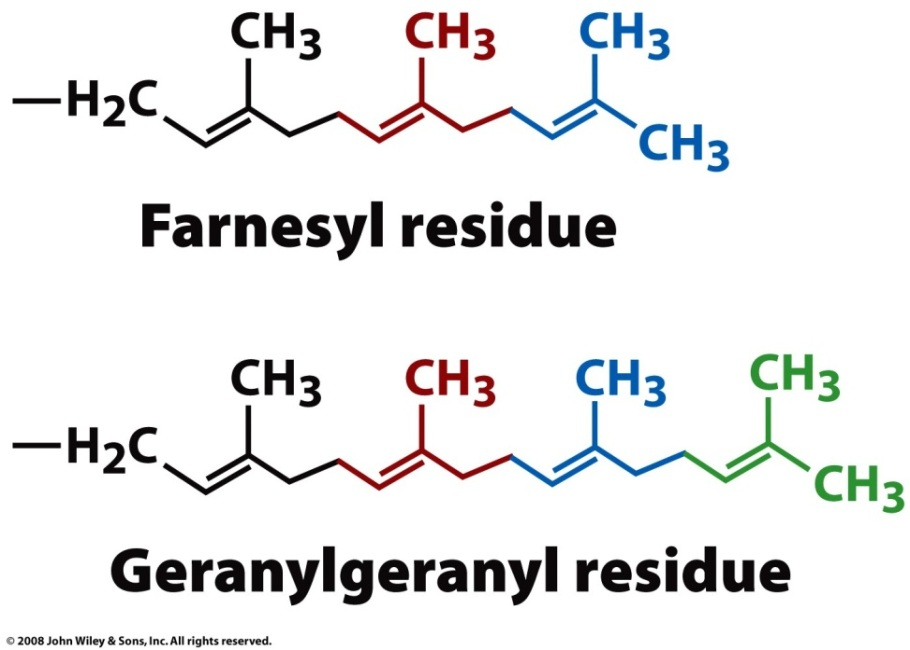 CH3 CH3 CH3
—H2C
CH3
Farnesyl residue
CH3 CH3 CH3 CH3
—H2C
CH3
Geranylgeranyl residue
© 2008 John Wiley & Sons, Inc. All rights reserved.